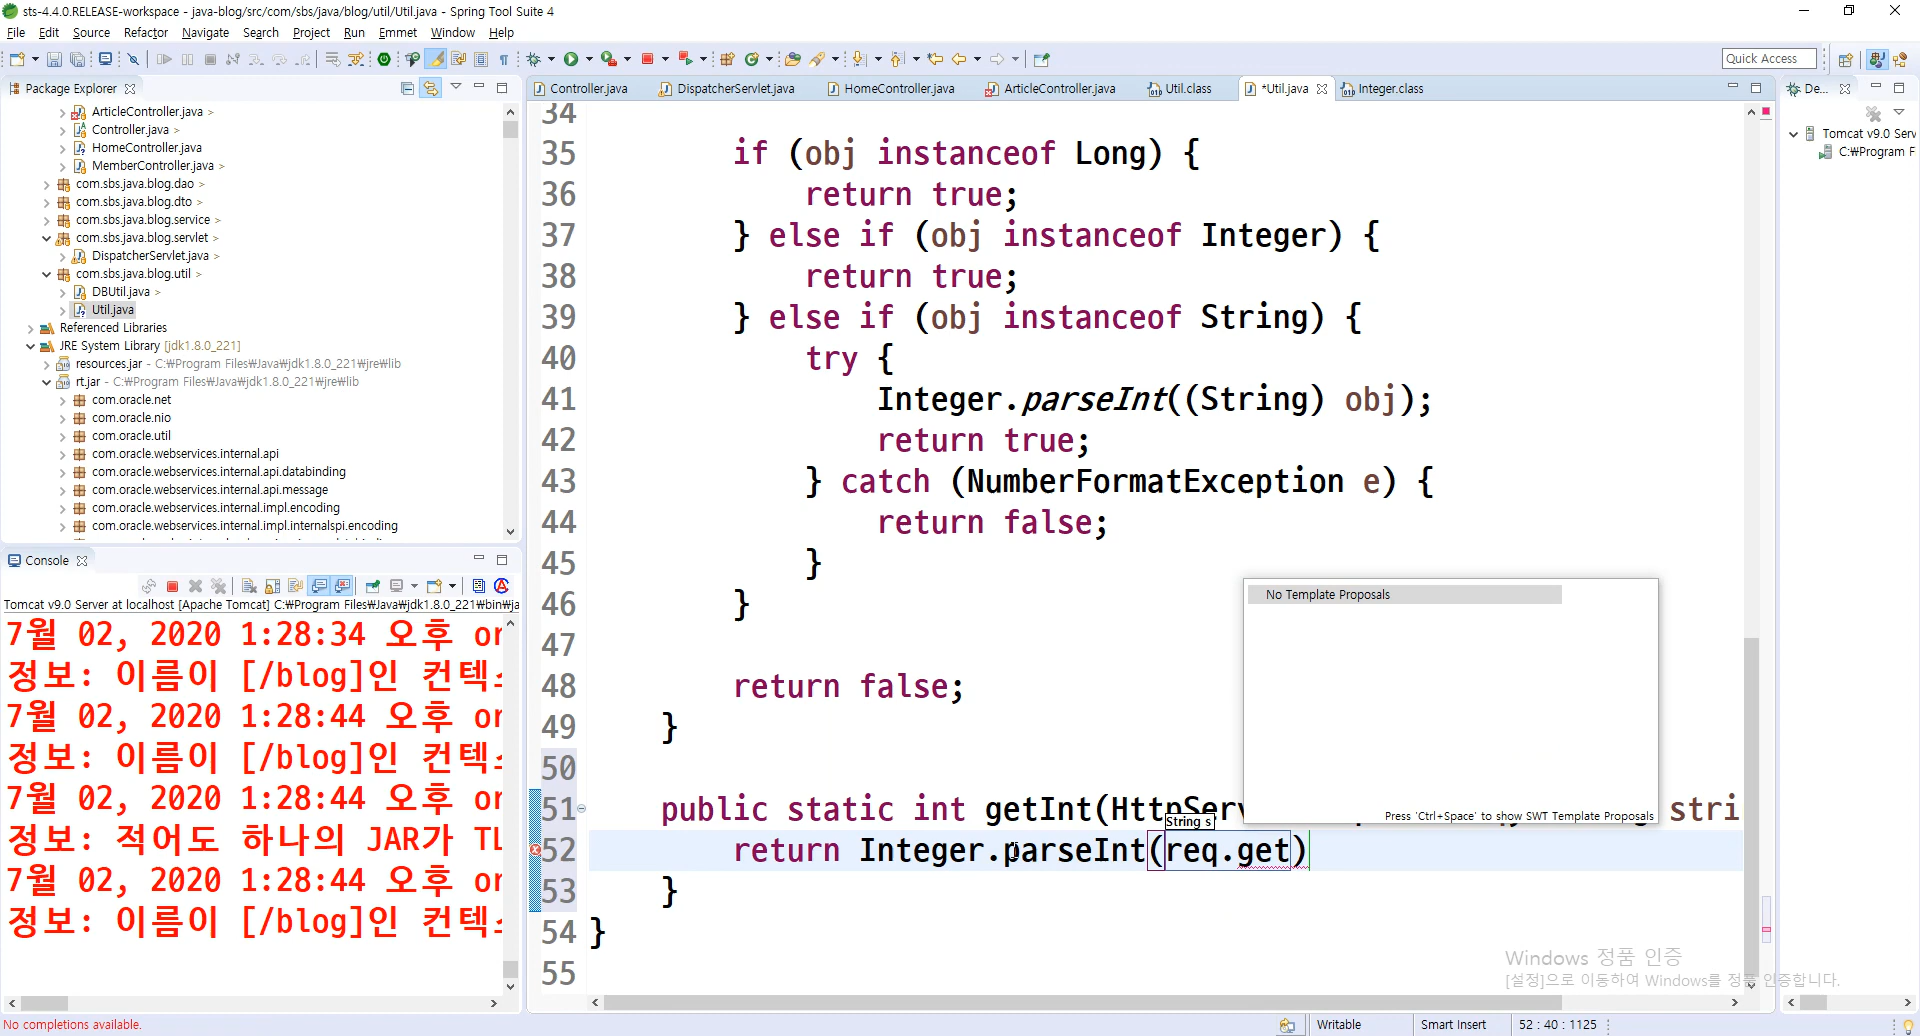 sts-4.4.0.RELEASE-workspace - java-blog/src/com/sbs/java/blog/util/Util.java - Spring Tool Suite 4
File Edit Source Refactor Navigate Search Project Run Emmet Window Help
Quick Access
Package Explorer
ArticleController.java >
Controller.java >
HomeController.java
MemberController.java >
com.sbs.java.blog.dao >
com.sbs.java.blog.dto >
com.sbs.java.blog.service >
com.sbs.java.blog.servlet >
DispatcherServlet.java >
com.sbs.java.blog.util >
DBUtil.java >
Util.java
Referenced Libraries
JRE System Library [jdk1.8.0_221]
resources.jar - C:₩Program Files₩Java₩jdk1.8.0_221₩jre₩lib
rt.jar - C:₩Program Files₩Java₩jdk1.8.0_221₩jre₩lib
com.oracle.net
com.oracle.nio
com.oracle.util
com.oracle.webservices.internal.api
com.oracle.webservices.internal.api.databinding
com.oracle.webservices.internal.api.message
com.oracle.webservices.internal.impl.encoding
com.oracle.webservices.internal.impl.internalspi.encoding
Console
Tomcat v9.0 Server at localhost [Apache Tomcat] C:₩Program Files₩Java₩jdk1.8.0_221₩bin₩ja
7월 02, 2020 1:28:34 오후 or
정보: 이름이 [/blog]인 컨텍
7월 02, 2020 1:28:44 오후 or
정보: 이름이 [/blog]인 컨텍
7월 02, 2020 1:28:44 오후 or
정보: 적어도 하나의 JAR가 TL
7월 02, 2020 1:28:44 오후 or
정보: 이름이 [/blog]인 컨텍
Controller.java DispatcherServlet.java HomeController.java ArticleController.java Util.class *Util.java Integer.class
34
35 if (obj instanceof Long) {
36 return true;
37 } else if (obj instanceof Integer) {
38 return true;
39 } else if (obj instanceof String) {
40 try {
41 Integer.parseInt((String) obj);
42 return true;
43 } catch (NumberFormatException e) {
44 return false;
45 }
46 }
47
48 return false;
49 }
50
51 public static int getInt(HttpServ stri
52 return Integer.parseInt(req.get)
53 }
54 }
55
String s
No Template Proposals
Press 'Ctrl+Space' to show SWT Template Proposals
De...
Tomcat v9.0 Serv
C:₩Program F
Windows 정품 인증
[설정]으로 이동하여 Windows를 정품 인증합니다.
No completions available.
Writable Smart Insert 52 : 40 : 1125